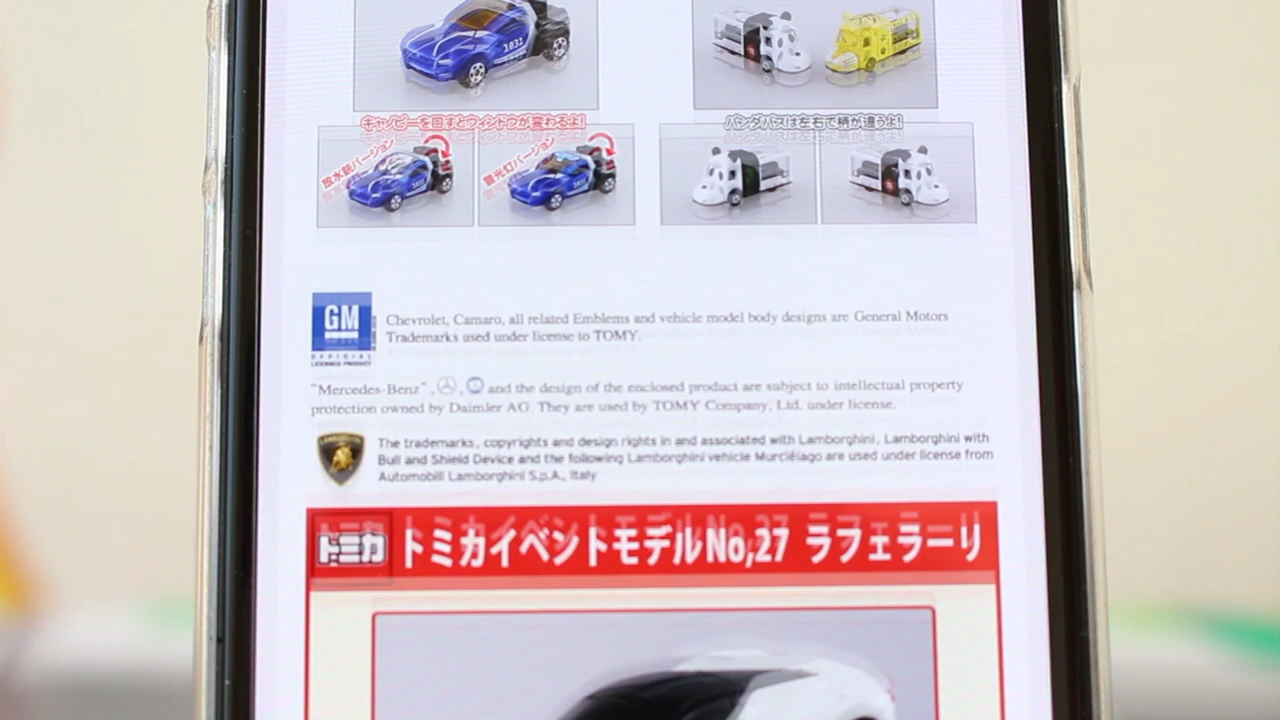 1031
キャノピーを回すとウィンドウが変わるよ!
パンダバスは左右で柄が違うよ!
放水銃バージョン
警光灯バージョン
GM
OFFICIAL
LICENSED PRODUCT
Chevrolet, Camaro, all related Emblems and vehicle model body designs are General Motors
Trademarks used under license to TOMY.
"Mercedes-Benz", and the design of the enclosed product are subject to intellectual property
protection owned by Daimler AG. They are used by TOMY Company, Ltd. under license.
The trademarks, copyrights and design rights in and associated with Lamborghini, Lamborghini with
Bull and Shield Device and the following Lamborghini vehicle Murciélago are used under license from
Automobili Lamborghini S.p.A., Italy
トミカ トミカイベントモデルNo,27 ラフェラーリ